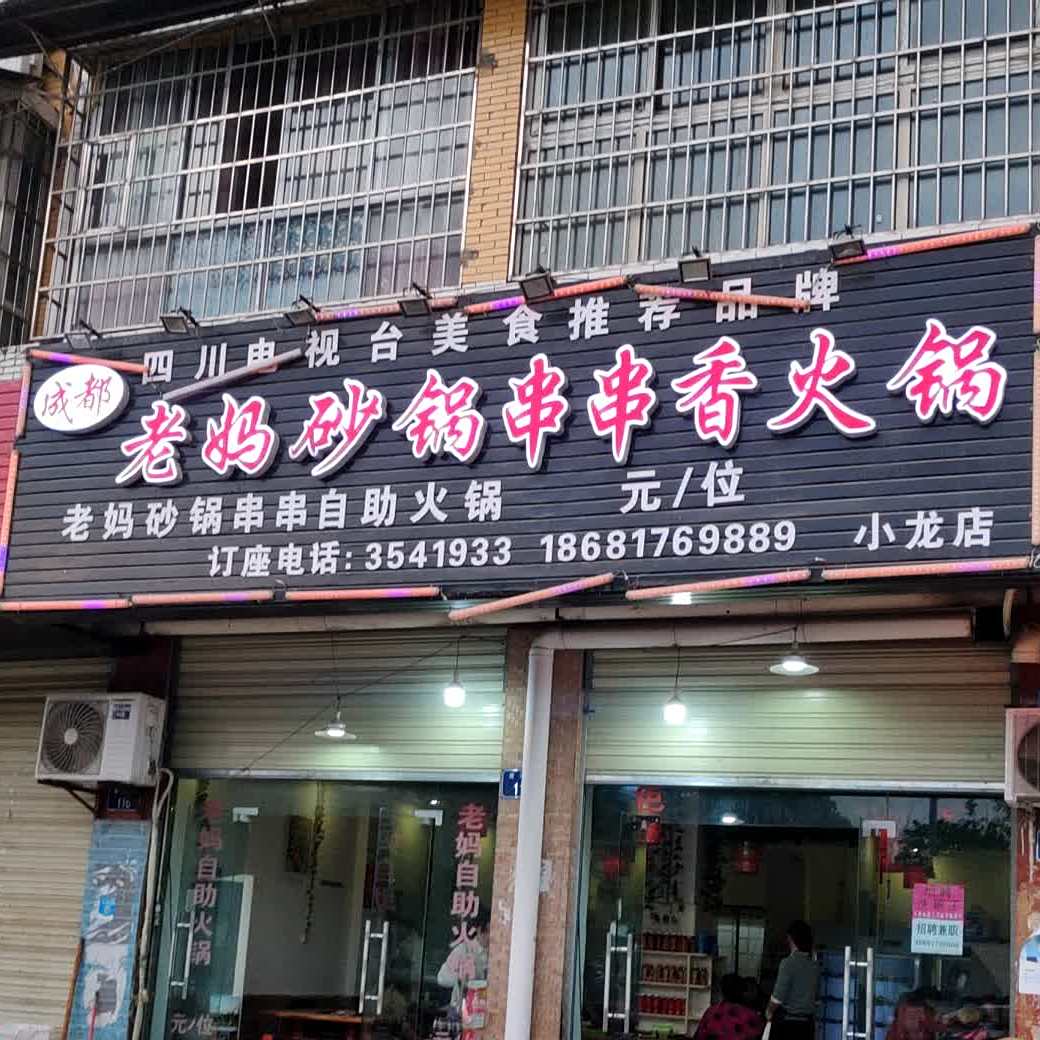 四川电视台美食推荐品牌
成都
老妈砂锅串串香火锅
老妈砂锅串串自助火锅 元/位
订座电话：3541933 18681769889 小龙店
老妈自助火锅
元/位
老妈自助火锅
招聘兼职